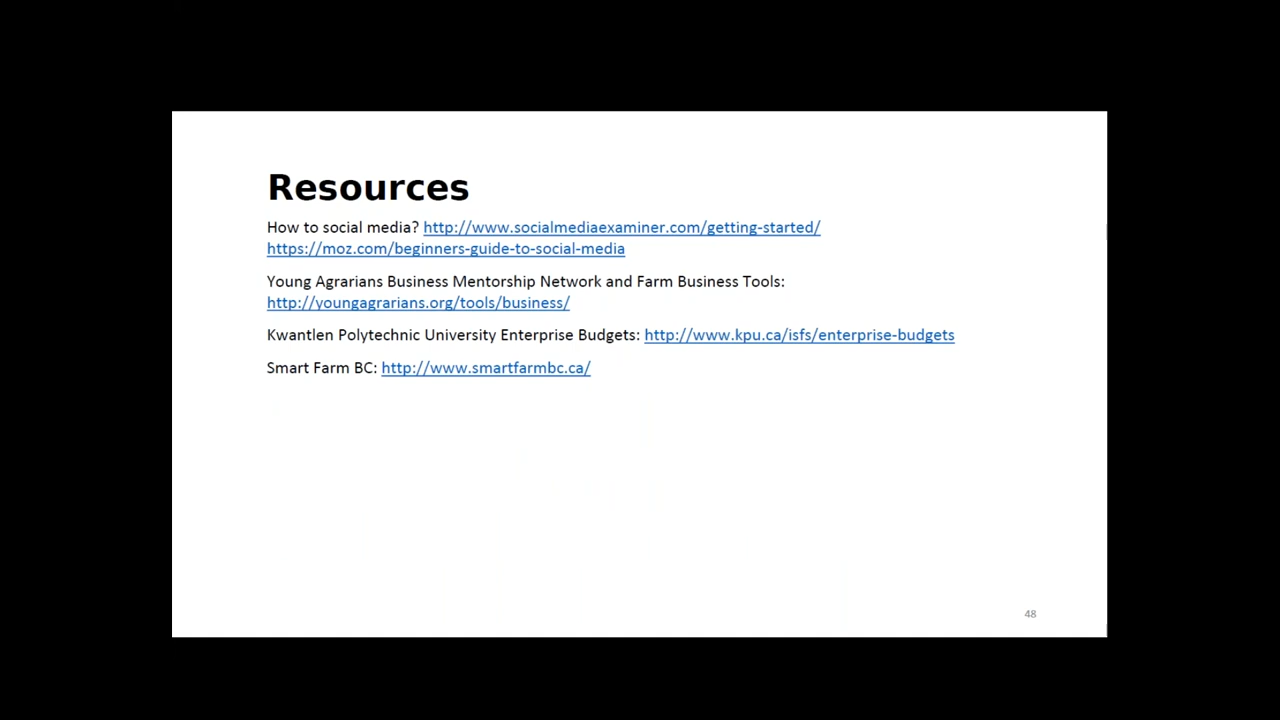 Resources
How to social media? http://www.socialmediaexaminer.com/getting-started/
https://moz.com/beginners-guide-to-social-media
Young Agrarians Business Mentorship Network and Farm Business Tools:
http://youngagrarians.org/tools/business/
Kwantlen Polytechnic University Enterprise Budgets: http://www.kpu.ca/isfs/enterprise-budgets
Smart Farm BC: http://www.smartfarmbc.ca/
48